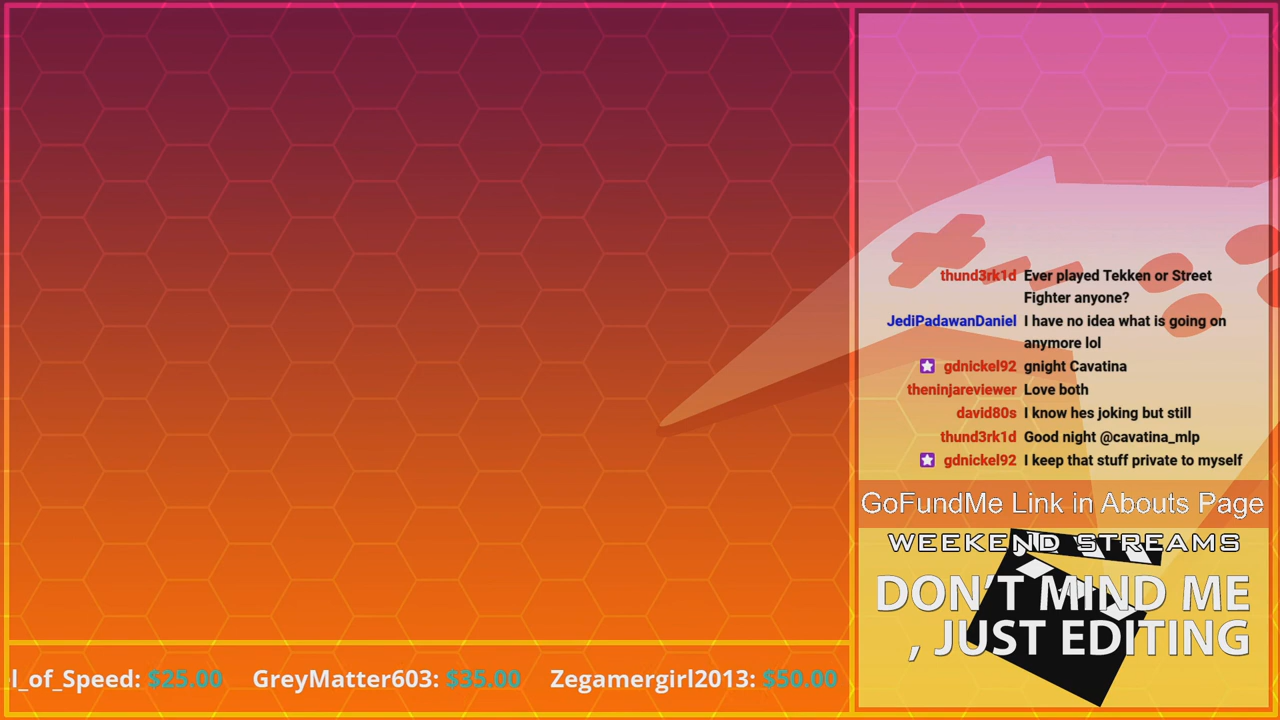 thund3rk1d Ever played Tekken or Street
Fighter anyone?
JediPadawanDaniel I have no idea what is going on
anymore lol
gdnickel92 gnight Cavatina
theninjareviewer Love both
david80s I know hes joking but still
thund3rk1d Good night @cavatina_mlp
gdnickel92 I keep that stuff private to myself
GoFundMe Link in Abouts Page
WEEKEND STREAMS
DON'T MIND ME
, JUST EDITING
l_of_Speed: $25.00 GreyMatter603: $35.00 Zegamergirl2013: $50.00